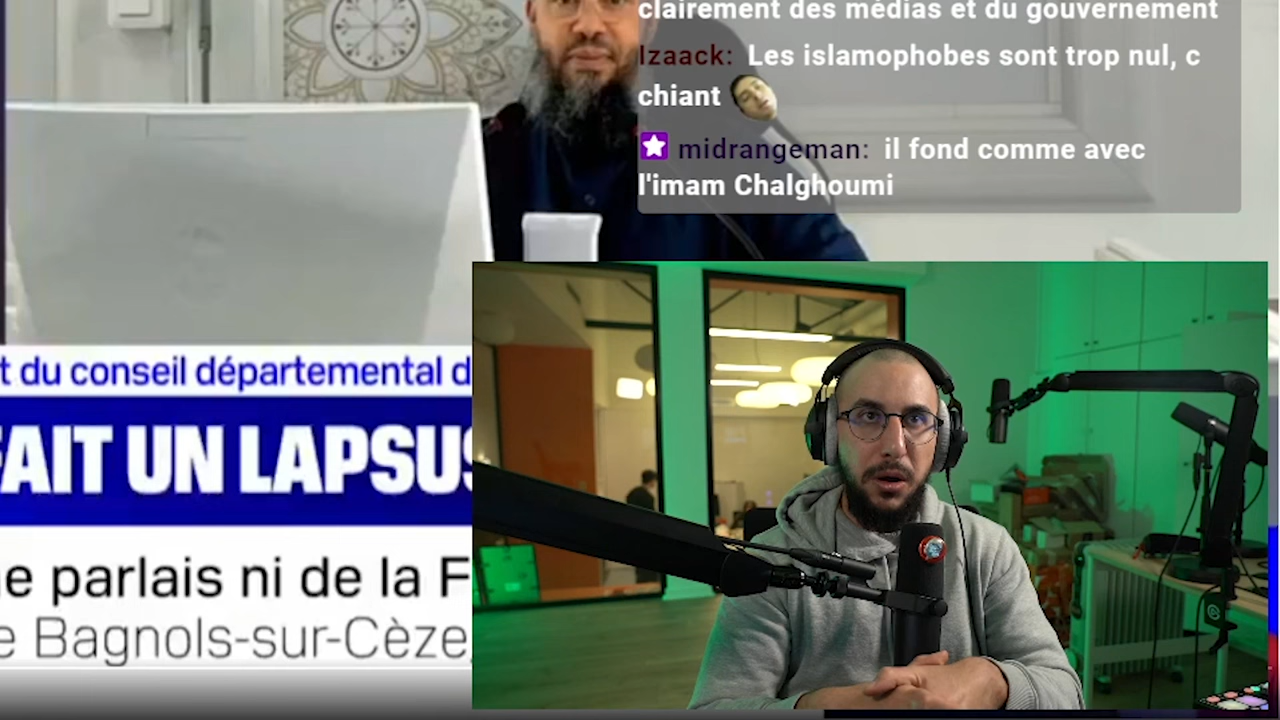 clairement des médias et du gouvernement
Izaack: Les islamophobes sont trop nul, c
chiant
midrangeman: il fond comme avec
l'imam Chalghoumi
t du conseil départemental d
FAIT UN LAPSUS
e parlais ni de la F
e Bagnols-sur-Cèze,